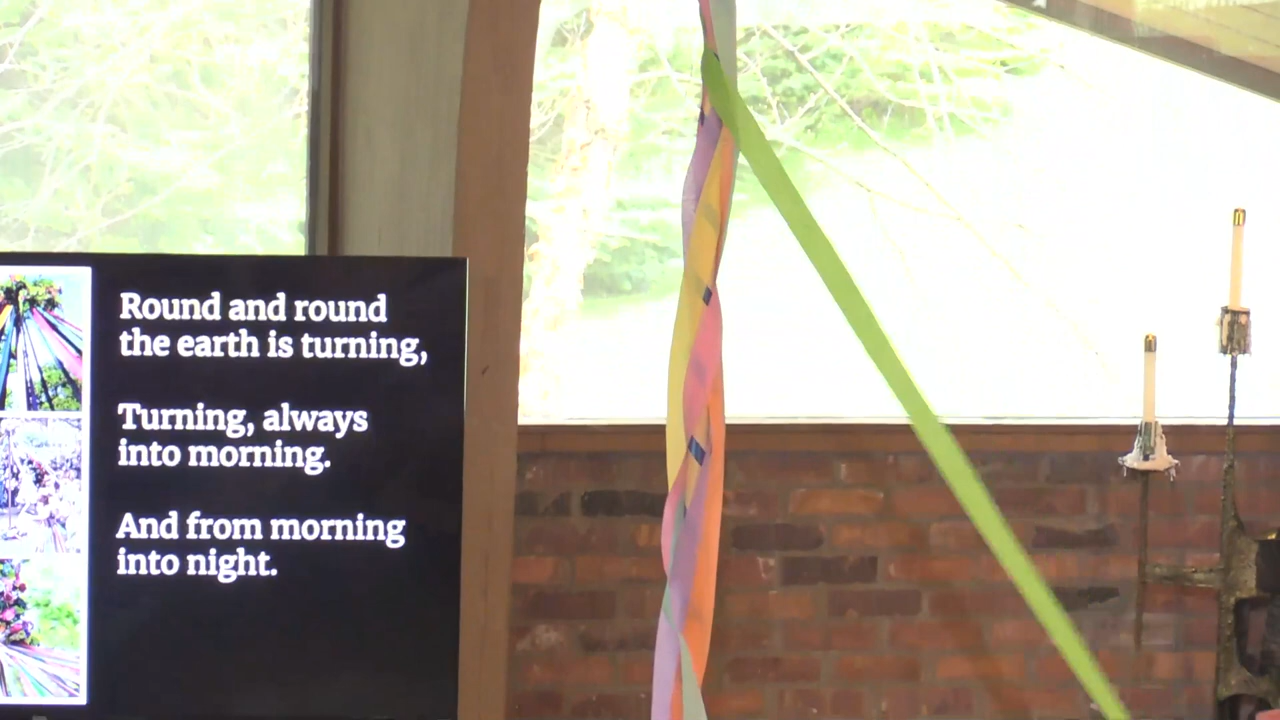 Round and round
the earth is turning,
Turning, always
into morning.
And from morning
into night.